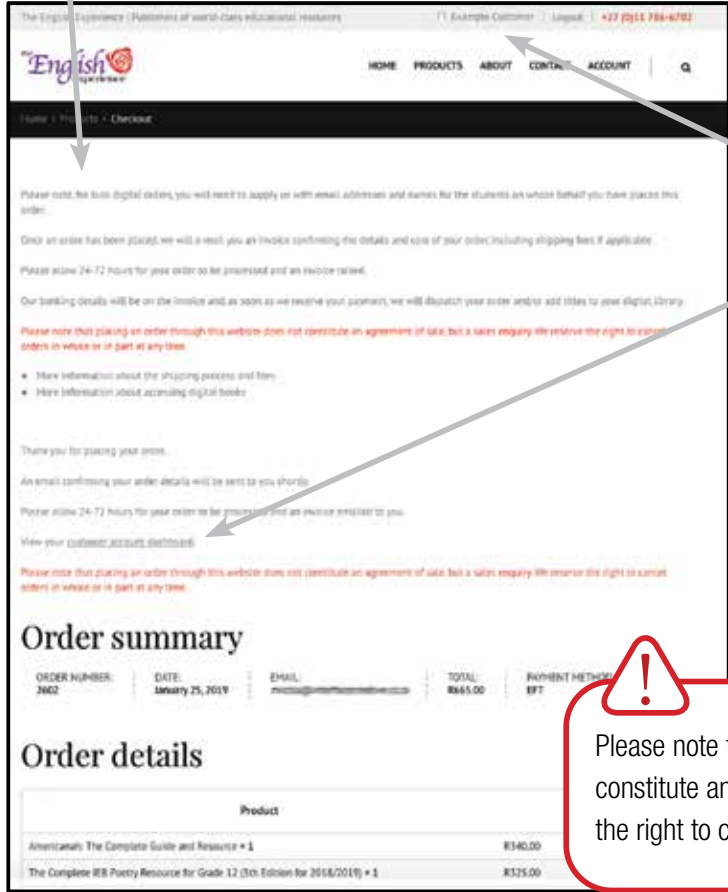 The English Experience | Publishers of world-class educational resources
Example Customer | Logout | +27 (0)11 786-6702
The English Experience
HOME PRODUCTS ABOUT CONTACT ACCOUNT
Home Products Checkout
Please note, for bulk digital orders, you will need to supply us with email addresses and names for the students on whose behalf you have placed this
order.
Once an order has been placed, we will e-mail you an invoice confirming the details and cost of your order, including shipping fees if applicable.
Please allow 24-72 hours for your order to be processed and an invoice raised.
Our banking details will be on the invoice and, as soon as we receive your payment, we will dispatch your order and/or add titles to your digital library.
Please note that placing an order through this website does not constitute an agreement of sale, but a sales enquiry. We reserve the right to cancel
orders in whole or in part at any time.
• More information about the shipping process and fees
• More information about accessing digital books
Thank you for placing your order.
An email confirming your order details will be sent to you shortly.
Please allow 24-72 hours for your order to be processed and an invoice emailed to you.
View your customer account dashboard.
Please note that placing an order through this website does not constitute an agreement of sale, but a sales enquiry. We reserve the right to cancel
orders in whole or in part at any time.
Order summary
ORDER NUMBER: DATE: EMAIL: TOTAL: PAYMENT METHOD:
2602 January 25, 2019 R665.00 EFT
Order details
Product
Americanah: The Complete Guide and Resource × 1 R340.00
The Complete IEB Poetry Resource for Grade 12 (5th Edition for 2018/2019) × 1 R325.00
!
Please note
constitute
the right to